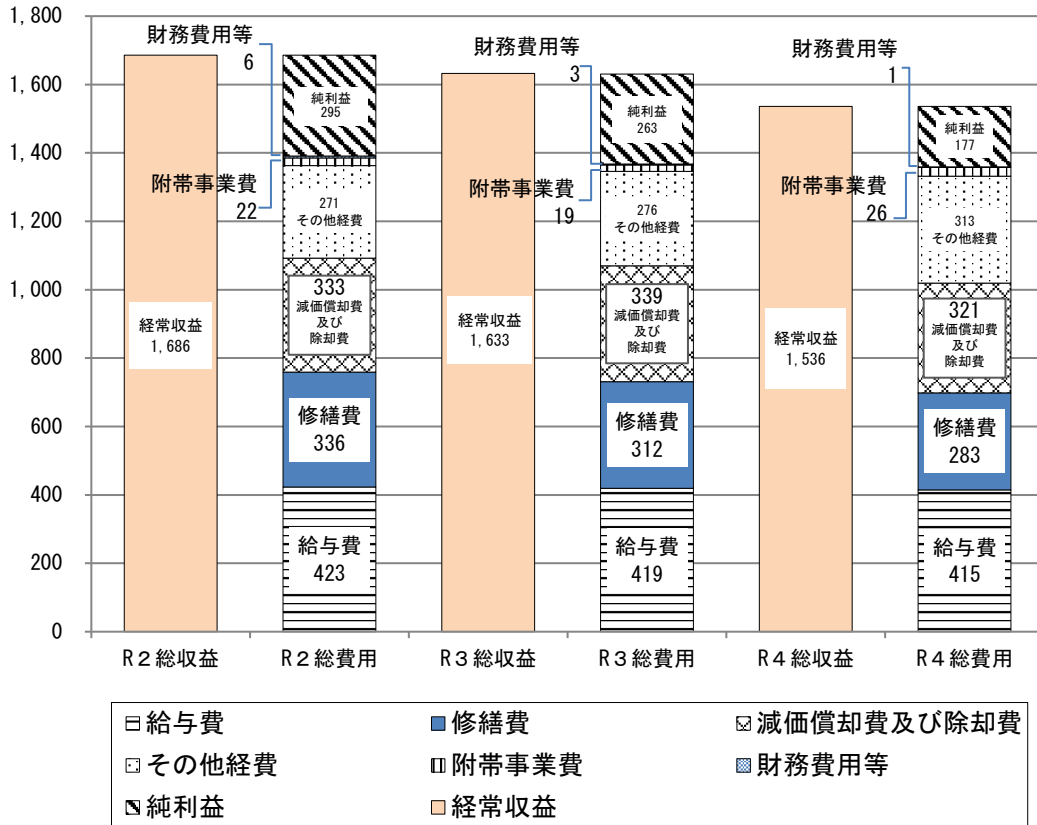 1,800
1,600
1,400
1,200
1,000
800
600
400
200
0
経常収益
1,686
財務費用等
6
附帯事業費
22
純利益
295
271
その他経費
333
減価償却費
及び
除却費
修繕費
336
給与費
423
経常収益
1,633
財務費用等
3
附帯事業費
19
純利益
263
276
その他経費
339
減価償却費
及び
除却費
修繕費
312
給与費
419
経常収益
1,536
財務費用等
1
附帯事業費
26
純利益
177
313
その他経費
321
減価償却費
及び
除却費
修繕費
283
給与費
415
R2総収益 R2総費用 R3総収益 R3総費用 R4総収益 R4総費用
給与費 修繕費 減価償却費及び除却費
その他経費 附帯事業費 財務費用等
純利益 経常収益